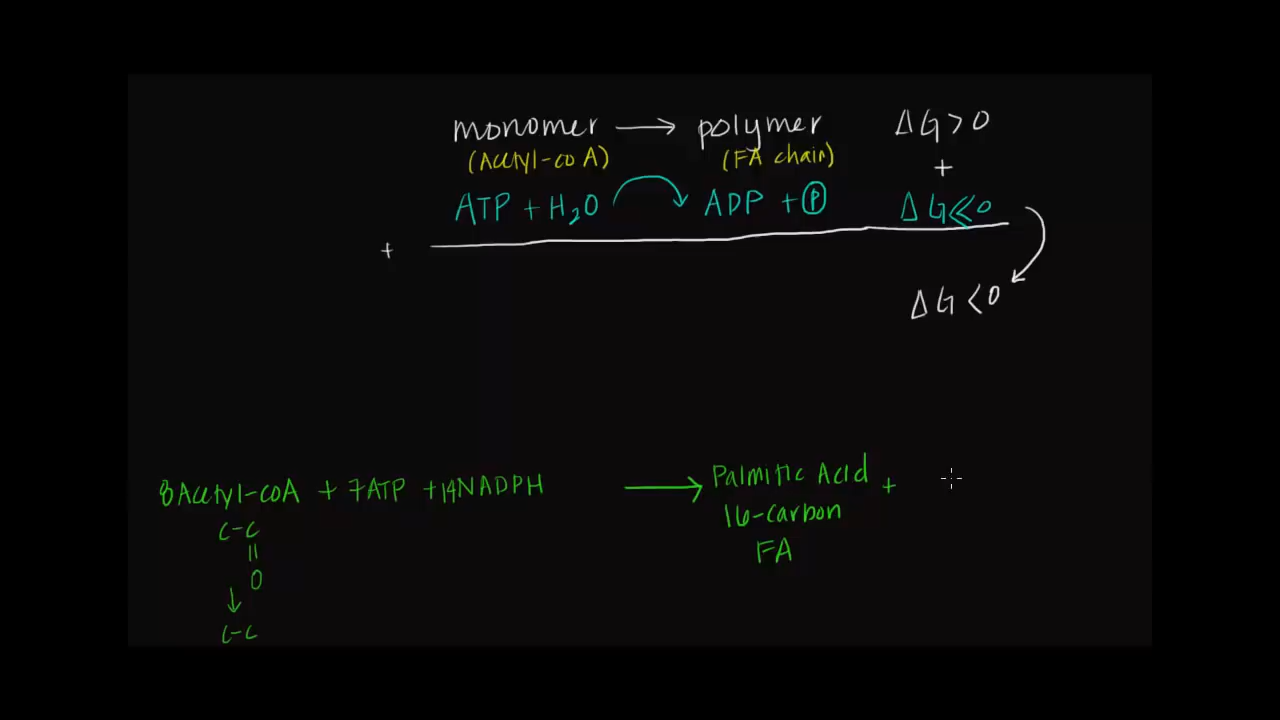 monomer → polymer ΔG>0
(Acetyl-coA) (FA chain) +
ATP + H₂O → ADP + Ⓟ ΔG≪0
+
ΔG<0
8Acetyl-coA + 7ATP +14NADPH → Palmitic Acid +
C-C 16-carbon
||
FA
O
↓
C-C